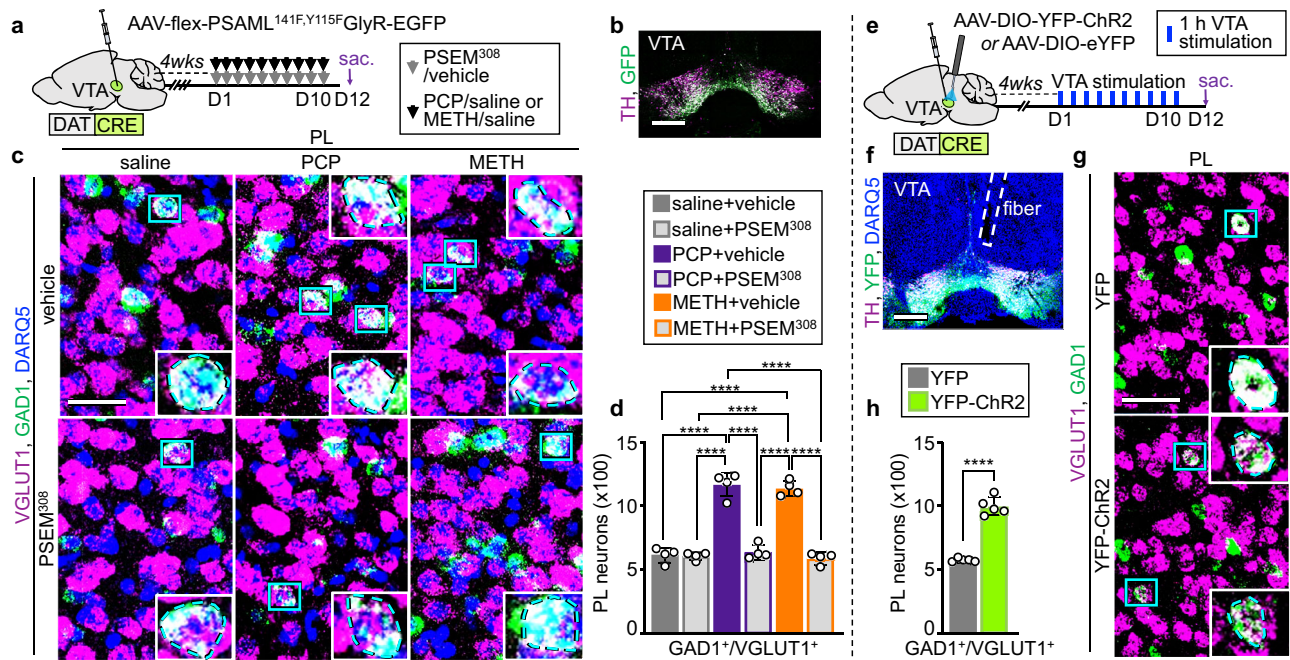 a
AAV-flex-PSAML141F,Y115FGlyR-EGFP
4wks
sac.
VTA
D1
D10
D12
DAT CRE
PSEM308
/vehicle
PCP/saline or
METH/saline
b
VTA
TH, GFP
c
PL
saline
PCP
METH
vehicle
PSEM308
VGLUT1, GAD1, DARQ5
saline+vehicle
saline+PSEM308
PCP+vehicle
PCP+PSEM308
METH+vehicle
METH+PSEM308
d
****
****
****
****
****
****
****
****
****
15
10
5
0
PL neurons (x100)
GAD1+/VGLUT1+
e
AAV-DIO-YFP-ChR2
or AAV-DIO-eYFP
1 h VTA
stimulation
4wks
VTA stimulation
sac.
VTA
D1
D10
D12
DAT CRE
f
VTA
fiber
TH, YFP, DARQ5
g
PL
YFP
YFP-ChR2
VGLUT1, GAD1
YFP
YFP-ChR2
h
****
15
10
5
0
PL neurons (x100)
GAD1+/VGLUT1+